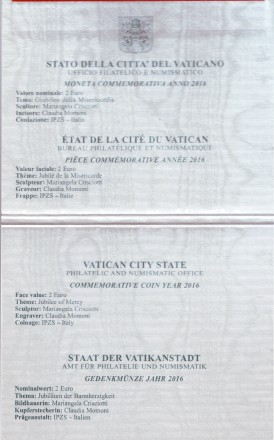 STATO DELLA CITTA' DEL VATICANO
UFFICIO FILATELICO E NUMISMATICO
MONETA COMMEMORATIVA ANNO 2016
Valore nominale: 2 Euro
Tema: Giubileo della Misericordia
Scultore: Mariangela Crisciotti
Incisore: Claudia Momoni
Coniazione: IPZS – Italia
ÉTAT DE LA CITÉ DU VATICAN
BUREAU PHILATÉLIQUE ET NUMISMATIQUE
PIÈCE COMMÉMORATIVE ANNÉE 2016
Valeur faciale: 2 Euro
Thème: Jubilé de la Miséricorde
Sculpteur: Mariangela Crisciotti
Graveur: Claudia Momoni
Frappe: IPZS – Italie
VATICAN CITY STATE
PHILATELIC AND NUMISMATIC OFFICE
COMMEMORATIVE COIN YEAR 2016
Face value: 2 Euro
Theme: Jubilee of Mercy
Sculptor: Mariangela Crisciotti
Engraver: Claudia Momoni
Coinage: IPZS – Italy
STAAT DER VATIKANSTADT
AMT FÜR PHILATELIE UND NUMISMATIK
GEDENKMÜNZE JAHR 2016
Nominalwert: 2 Euro
Thema: Jubiläum der Barmherzigkeit
Bildhauerin: Mariangela Crisciotti
Kupferstecherin: Claudia Momoni
Prägeanstalt: IPZS – Italien